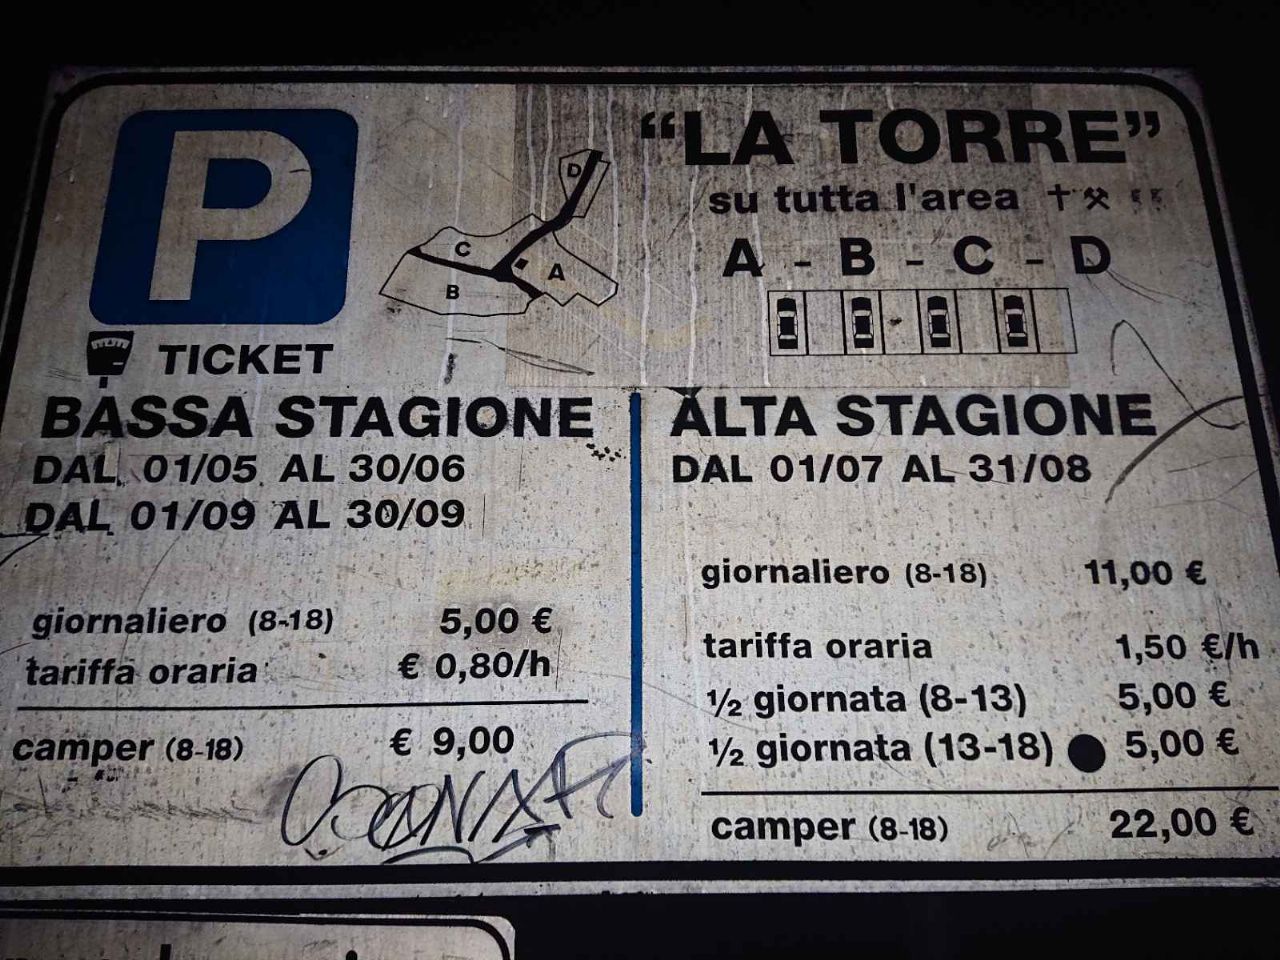 P
"LA TORRE"
su tutta l'area
A - B - C - D
D
C
A
B
TICKET
BASSA STAGIONE
DAL 01/05 AL 30/06
DAL 01/09 AL 30/09
giornaliero (8-18) 5,00 €
tariffa oraria € 0,80/h
camper (8-18) € 9,00
ALTA STAGIONE
DAL 01/07 AL 31/08
giornaliero (8-18) 11,00 €
tariffa oraria 1,50 €/h
½ giornata (8-13) 5,00 €
½ giornata (13-18) 5,00 €
camper (8-18) 22,00 €